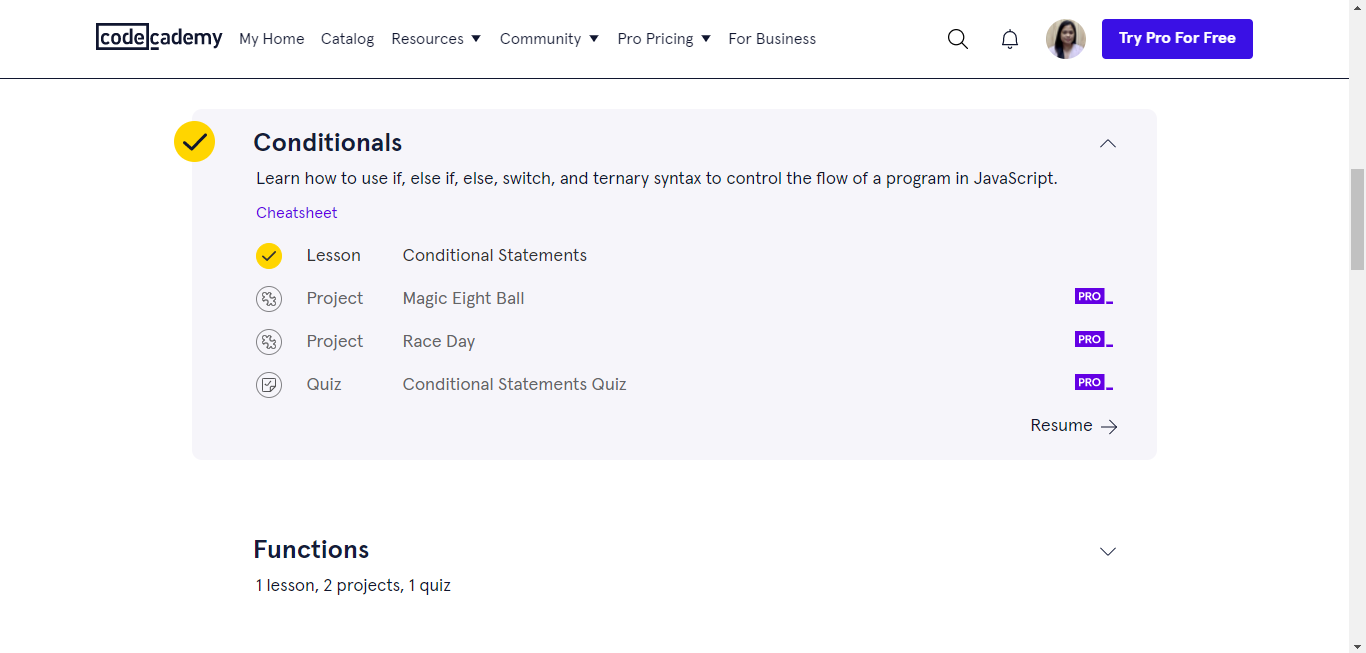 codecademy My Home Catalog Resources Community Pro Pricing For Business Try Pro For Free
Conditionals
Learn how to use if, else if, else, switch, and ternary syntax to control the flow of a program in JavaScript.
Cheatsheet
Lesson Conditional Statements
Project Magic Eight Ball PRO
Project Race Day PRO
Quiz Conditional Statements Quiz PRO
Resume
Functions
1 lesson, 2 projects, 1 quiz